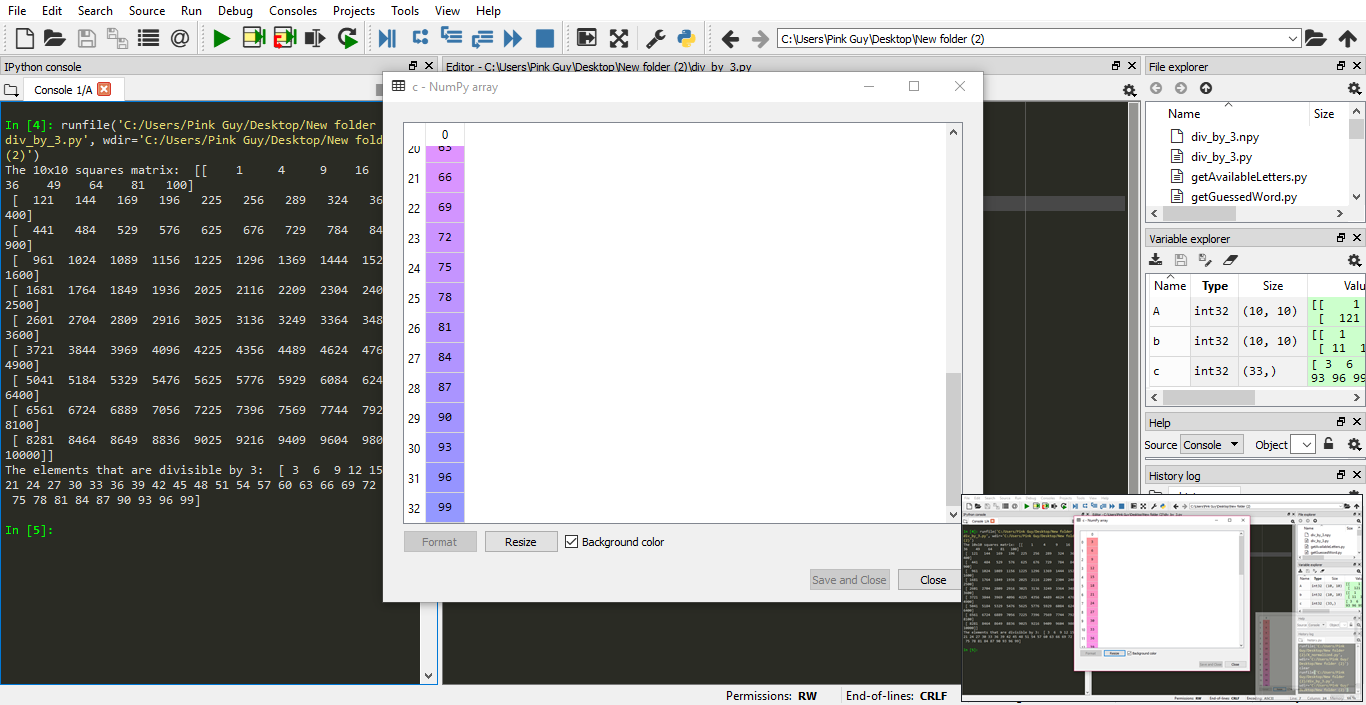 File Edit Search Source Run Debug Consoles Projects Tools View Help
C:\Users\Pink Guy\Desktop\New folder (2)
IPython console
Console 1/A
In [4]: runfile('C:/Users/Pink Guy/Desktop/New folder
div_by_3.py', wdir='C:/Users/Pink Guy/Desktop/New fold
(2)')
The 10x10 squares matrix: [[ 1 4 9 16
36 49 64 81 100]
[ 121 144 169 196 225 256 289 324 36
400]
[ 441 484 529 576 625 676 729 784 84
900]
[ 961 1024 1089 1156 1225 1296 1369 1444 152
1600]
[ 1681 1764 1849 1936 2025 2116 2209 2304 240
2500]
[ 2601 2704 2809 2916 3025 3136 3249 3364 348
3600]
[ 3721 3844 3969 4096 4225 4356 4489 4624 476
4900]
[ 5041 5184 5329 5476 5625 5776 5929 6084 624
6400]
[ 6561 6724 6889 7056 7225 7396 7569 7744 792
8100]
[ 8281 8464 8649 8836 9025 9216 9409 9604 980
10000]]
The elements that are divisible by 3: [ 3 6 9 12 15
21 24 27 30 33 36 39 42 45 48 51 54 57 60 63 66 69 72
75 78 81 84 87 90 93 96 99]
In [5]:
Editor - C:\Users\Pink Guy\Desktop\New folder (2)\div_by_3.py
c - NumPy array
0
20 63
21 66
22 69
23 72
24 75
25 78
26 81
27 84
28 87
29 90
30 93
31 96
32 99
Format Resize Background color
Save and Close Close
File explorer
Name Size
div_by_3.npy
div_by_3.py
getAvailableLetters.py
getGuessedWord.py
Variable explorer
Name Type Size Valu
A int32 (10, 10) [[ 1
[ 121
b int32 (10, 10) [[ 1
[ 11 1
c int32 (33,) [ 3 6
93 96 99
Help
Source Console Object
History log
Permissions: RW End-of-lines: CRLF